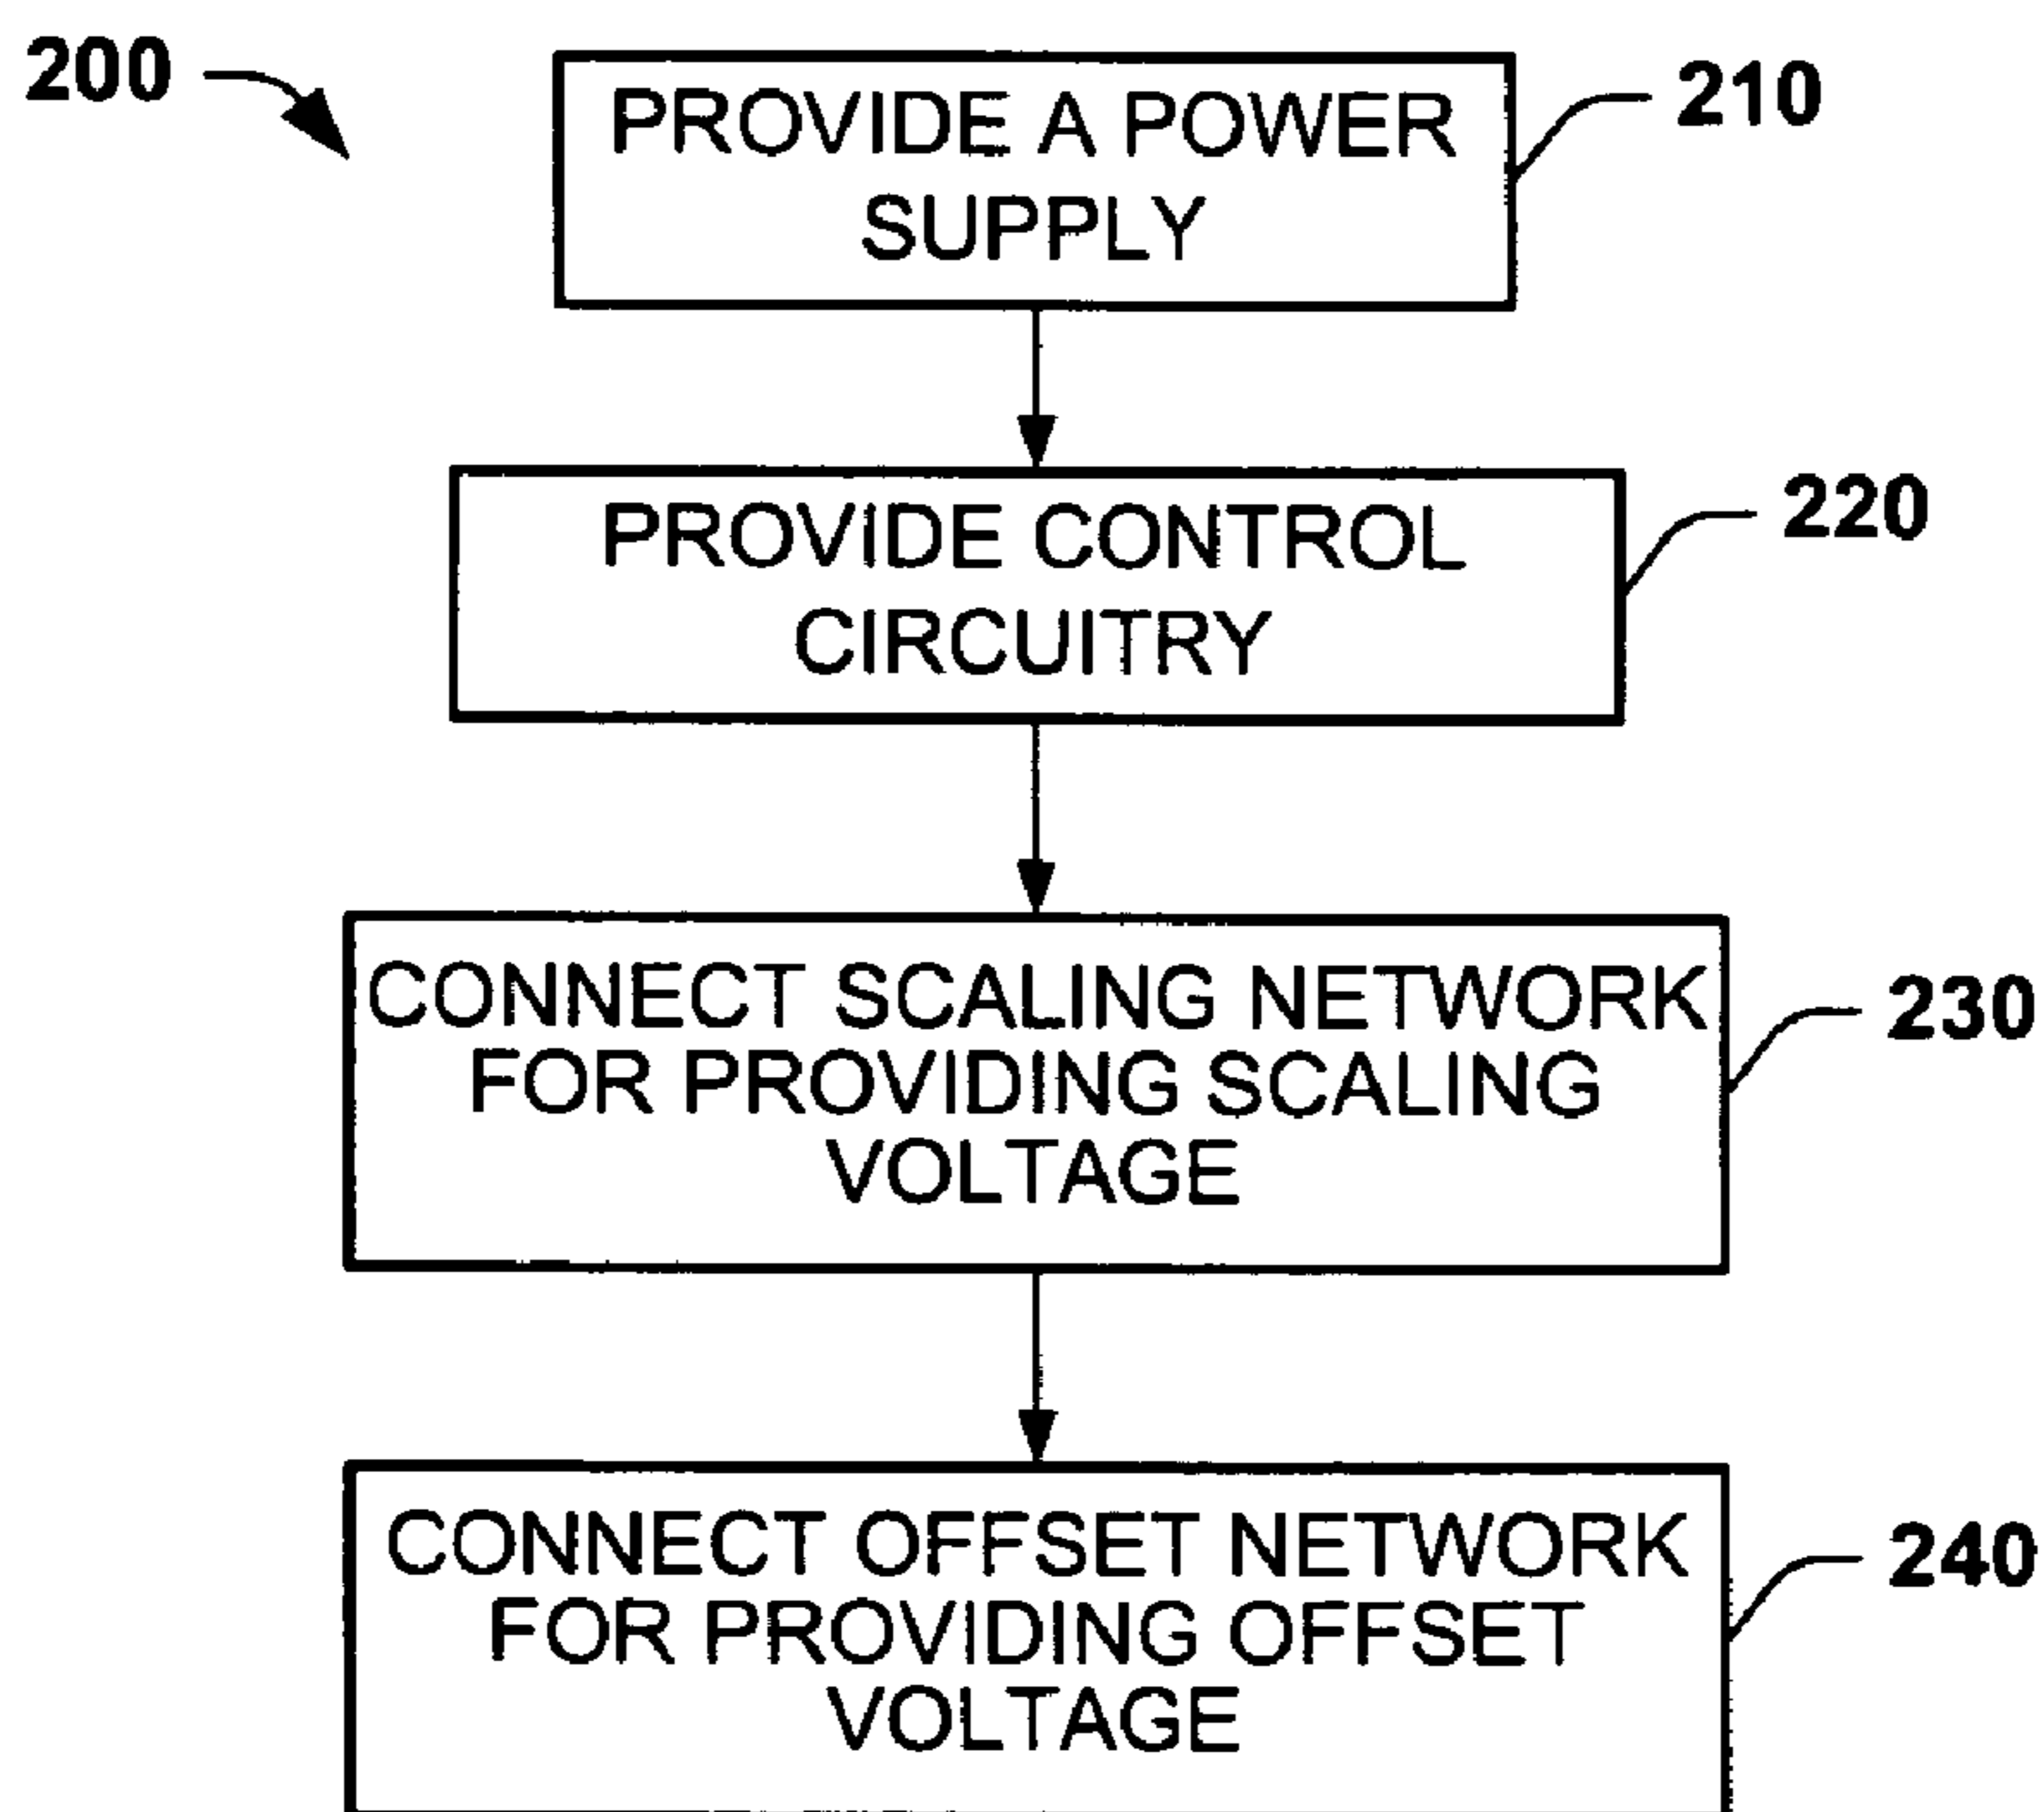 200
PROVIDE A POWER
SUPPLY
210
PROVIDE CONTROL
CIRCUITRY
220
CONNECT SCALING NETWORK
FOR PROVIDING SCALING
VOLTAGE
230
CONNECT OFFSET NETWORK
FOR PROVIDING OFFSET
VOLTAGE
240